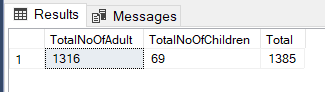 Results Messages
TotalNoOfAdult TotalNoOfChildren Total
1 1316 69 1385